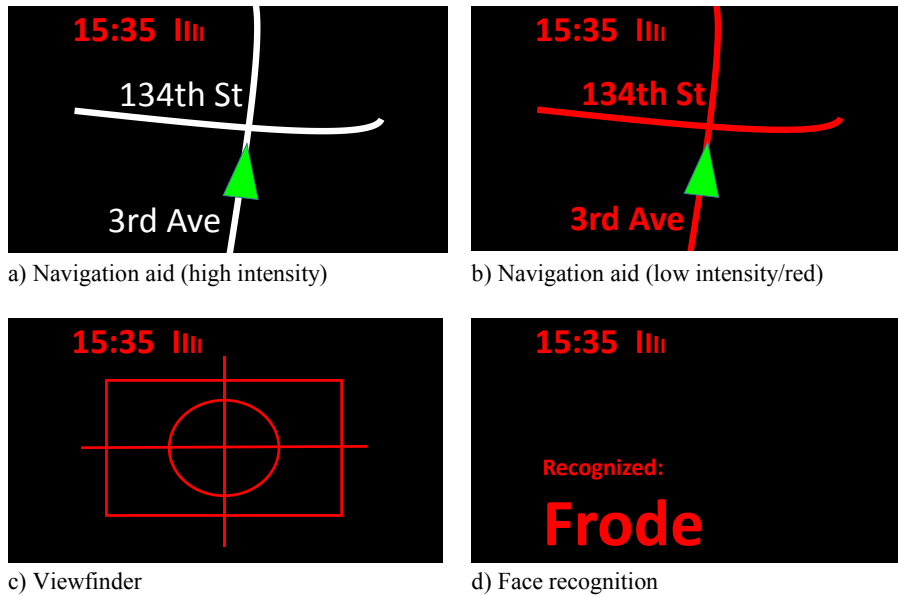 15:35
134th St
3rd Ave
a) Navigation aid (high intensity)
15:35
134th St
3rd Ave
b) Navigation aid (low intensity/red)
15:35
c) Viewfinder
15:35
Recognized:
Frode
d) Face recognition